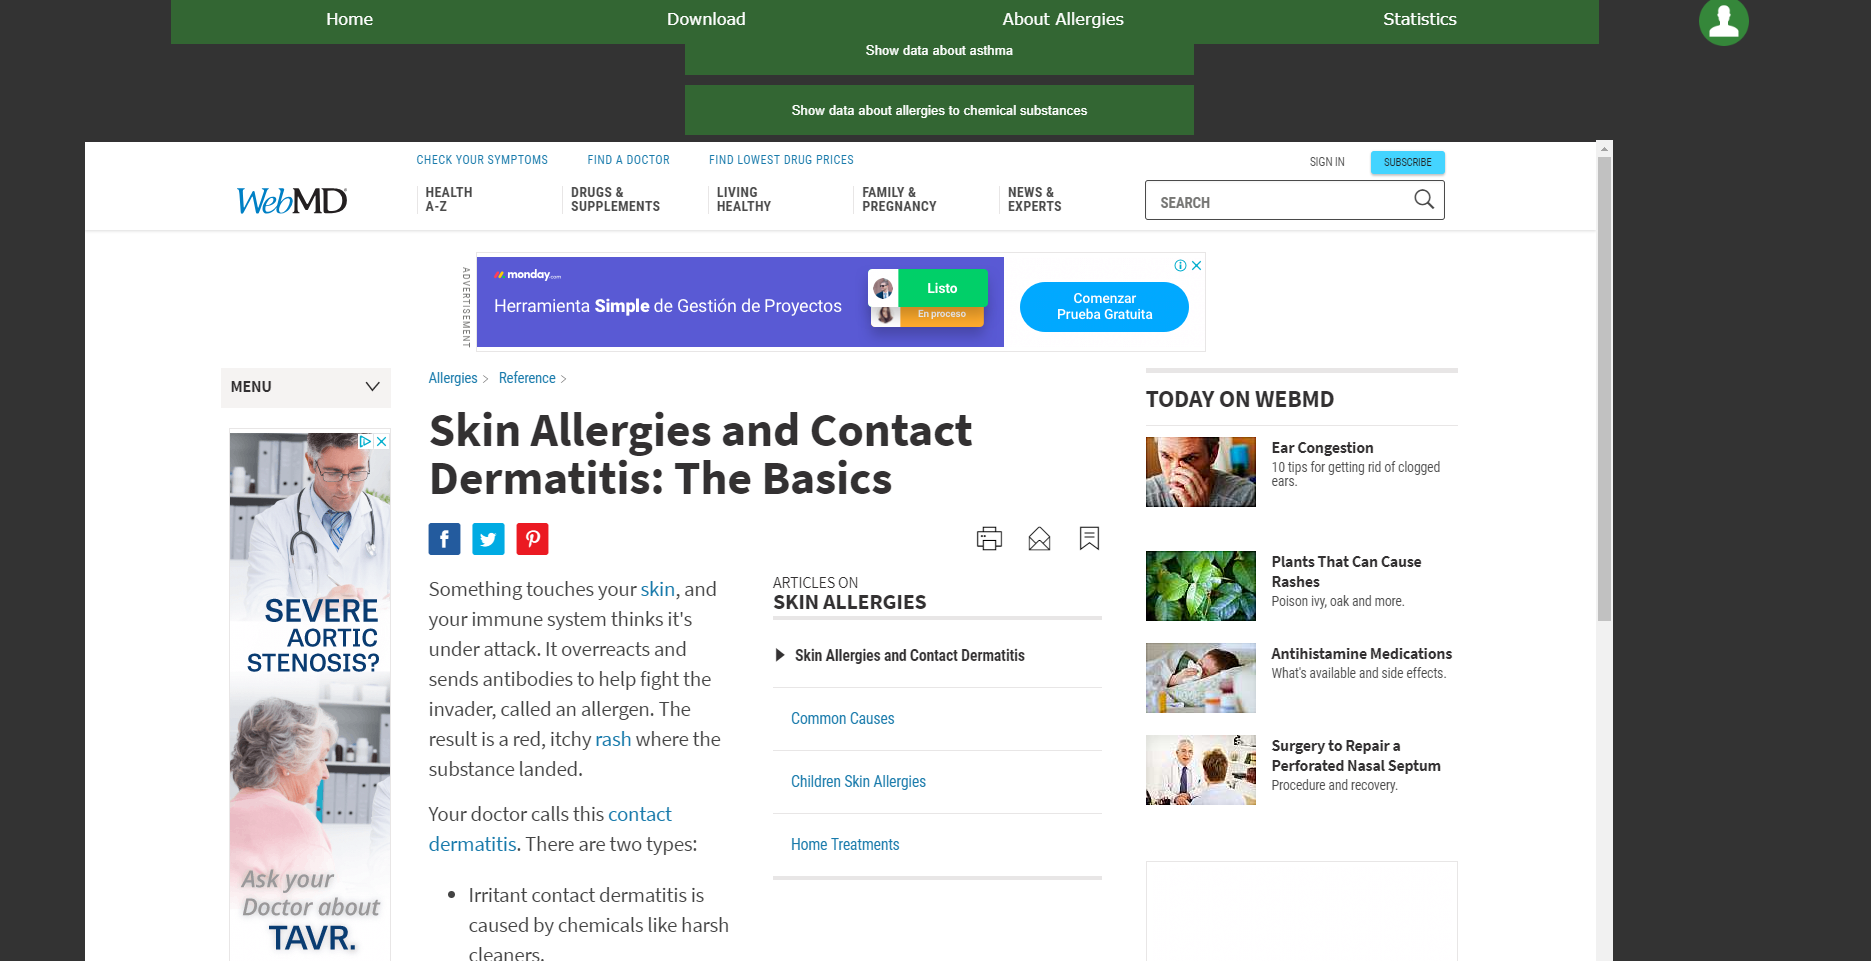 Home
Download
About Allergies
Statistics
Show data about asthma
Show data about allergies to chemical substances
CHECK YOUR SYMPTOMS
FIND A DOCTOR
FIND LOWEST DRUG PRICES
SIGN IN
SUBSCRIBE
WebMD
HEALTH
A-Z
DRUGS &
SUPPLEMENTS
LIVING
HEALTHY
FAMILY &
PREGNANCY
NEWS &
EXPERTS
SEARCH
ADVERTISEMENT
monday.com
Herramienta Simple de Gestión de Proyectos
Listo
En proceso
Comenzar
Prueba Gratuita
MENU
Allergies >
Reference >
Skin Allergies and Contact
Dermatitis: The Basics
Something touches your skin, and
your immune system thinks it's
under attack. It overreacts and
sends antibodies to help fight the
invader, called an allergen. The
result is a red, itchy rash where the
substance landed.
Your doctor calls this contact
dermatitis. There are two types:
• Irritant contact dermatitis is
caused by chemicals like harsh
cleaners.
ARTICLES ON
SKIN ALLERGIES
Skin Allergies and Contact Dermatitis
Common Causes
Children Skin Allergies
Home Treatments
TODAY ON WEBMD
Ear Congestion
10 tips for getting rid of clogged
ears.
Plants That Can Cause
Rashes
Poison ivy, oak and more.
Antihistamine Medications
What's available and side effects.
Surgery to Repair a
Perforated Nasal Septum
Procedure and recovery.
SEVERE
AORTIC
STENOSIS?
Ask your
Doctor about
TAVR.